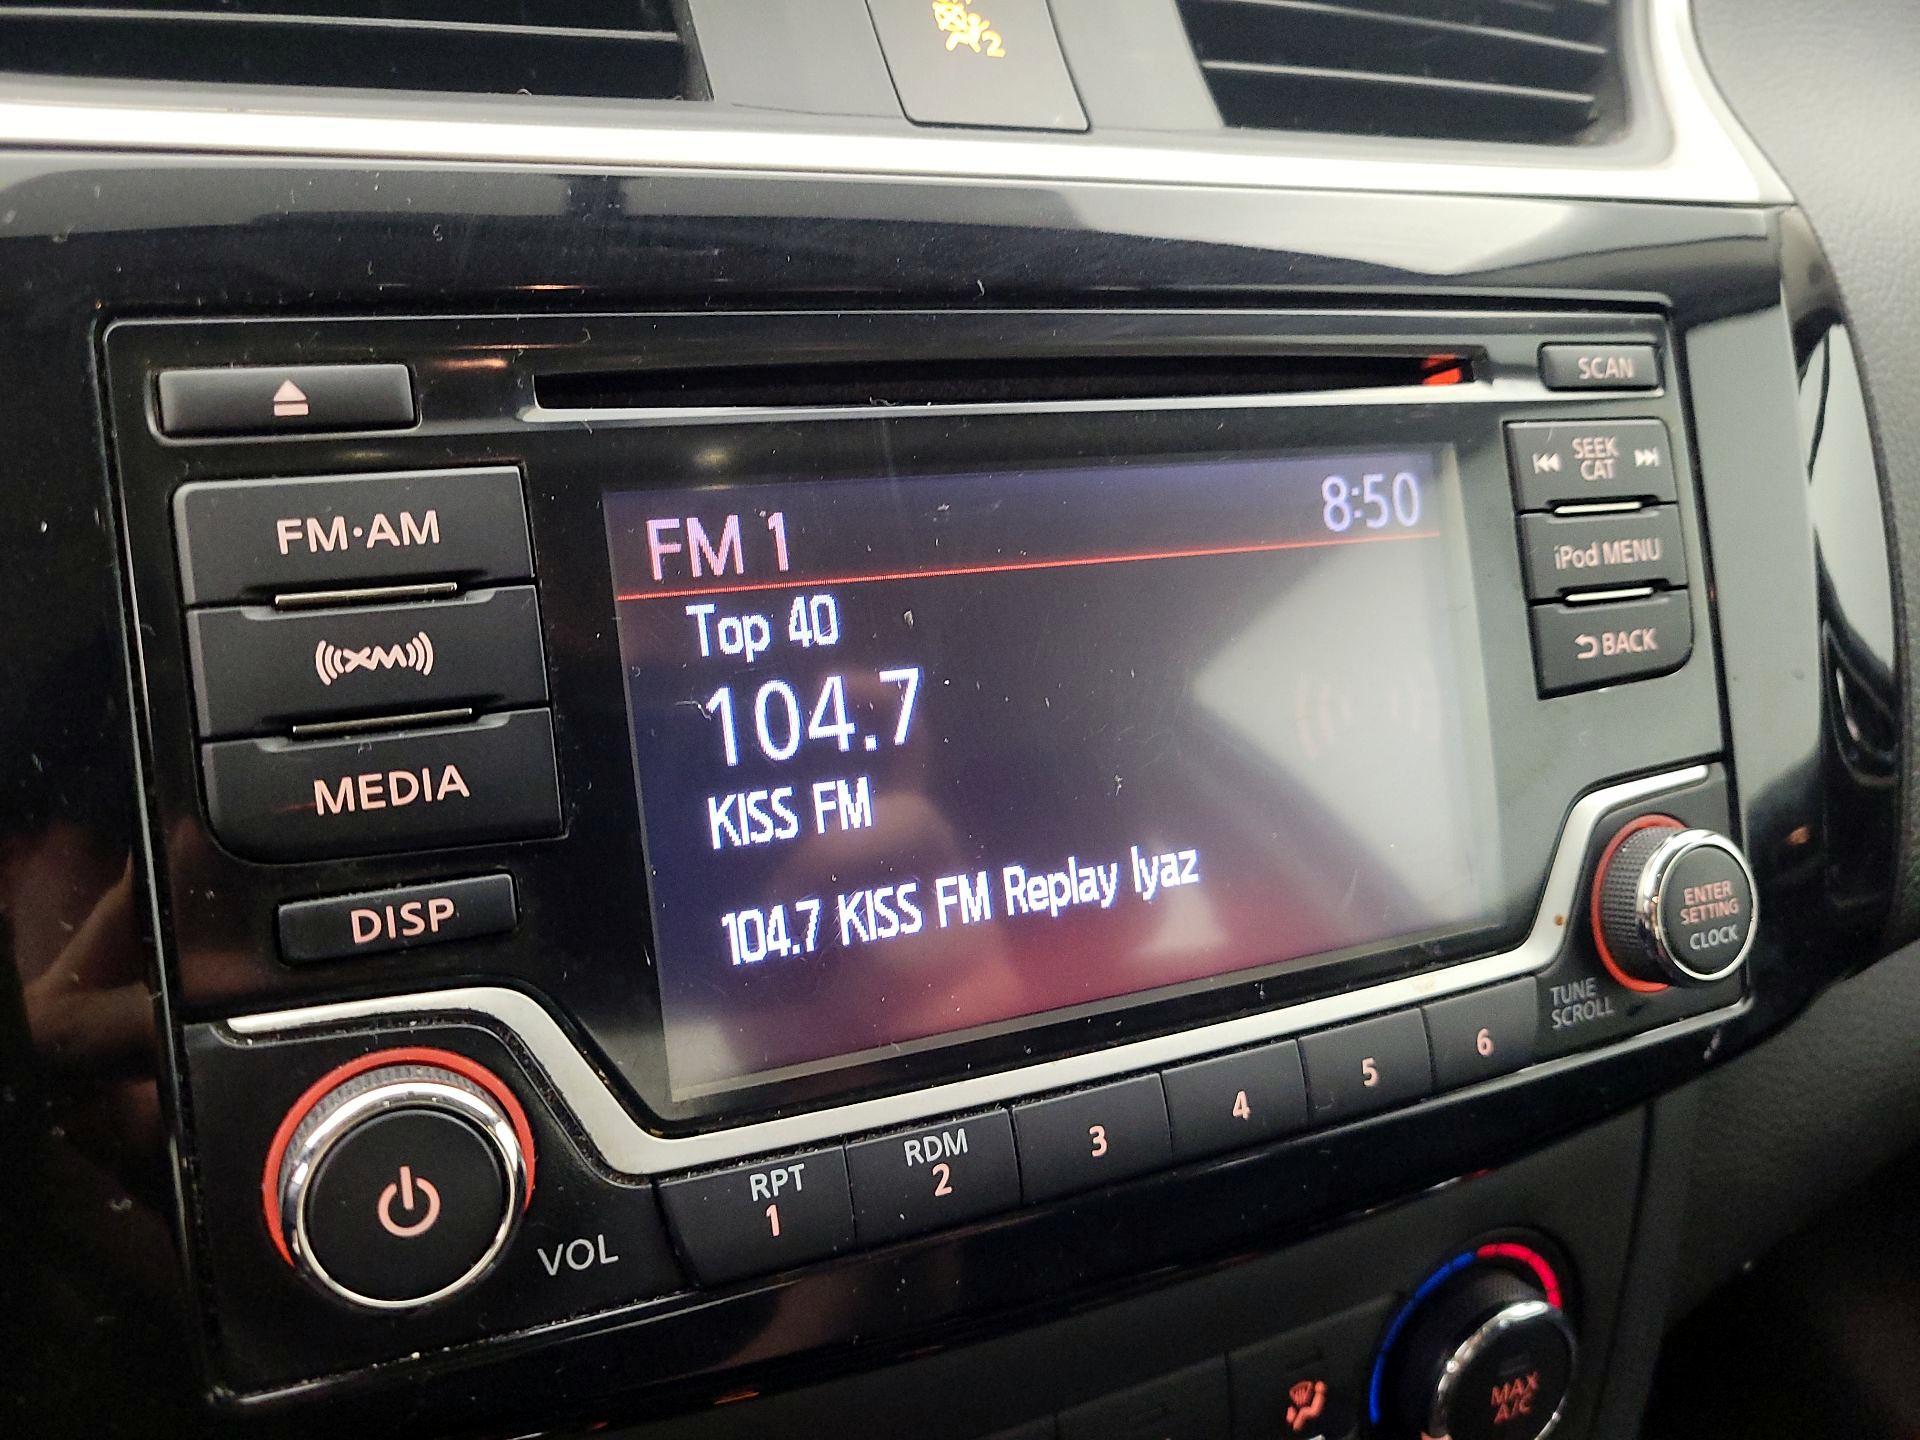 2
SCAN
SEEK
CAT
FM·AM
FM 1
8:50
iPod MENU
Top 40
XM
BACK
104.7
MEDIA
KISS FM
104.7 KISS FM Replay Iyaz
DISP
ENTER
SETTING
CLOCK
TUNE
SCROLL
RPT
1
RDM
2
3
4
5
6
VOL
MAX
A/C